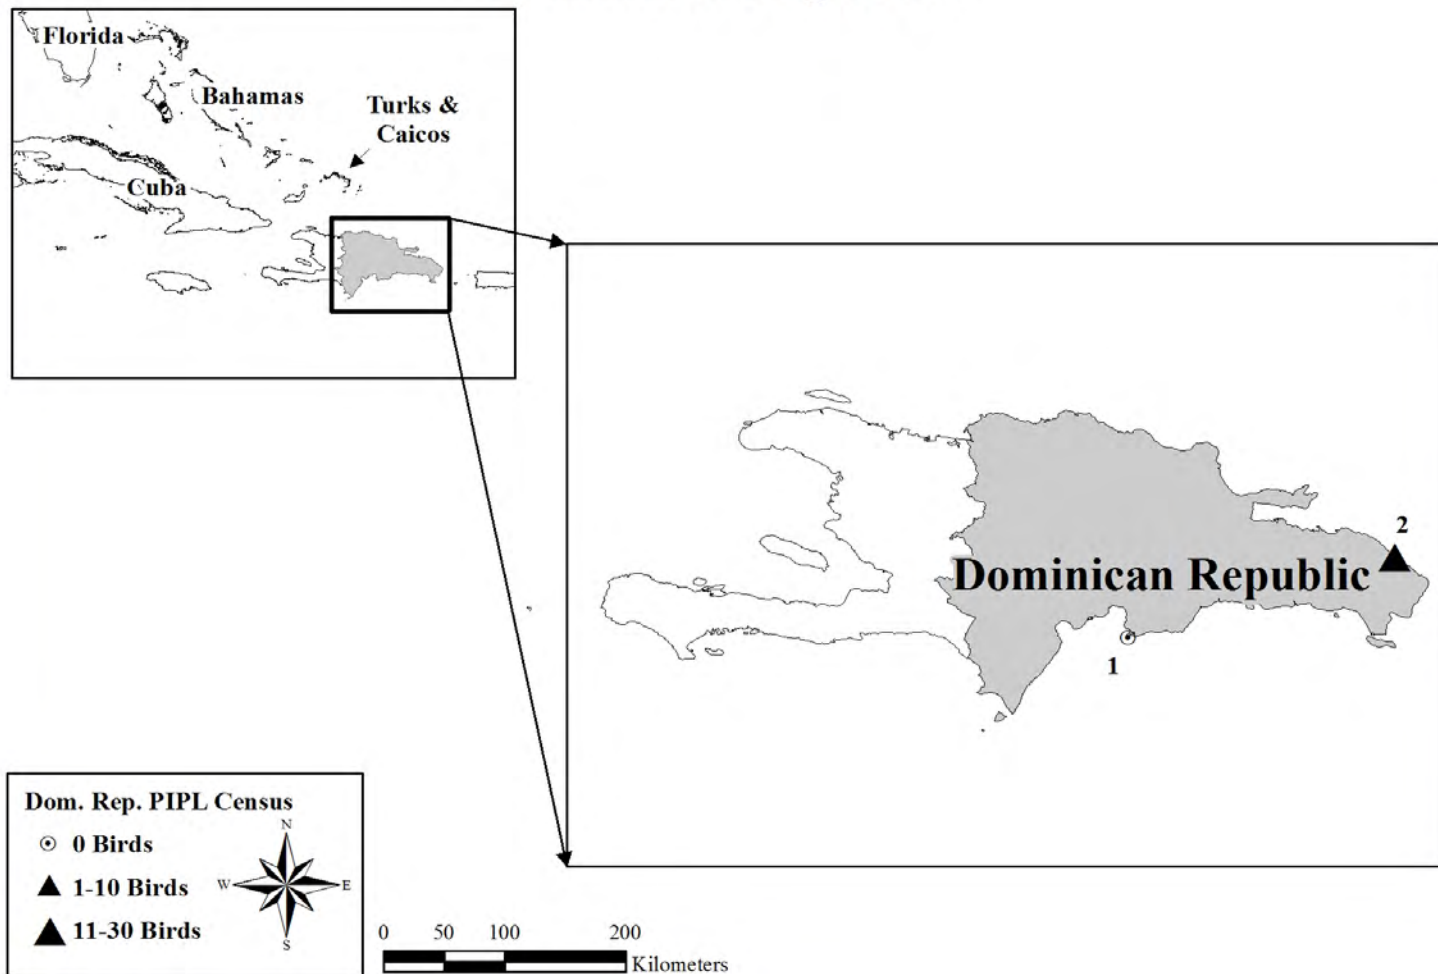 Florida
Bahamas
Turks &
Caicos
Cuba
2
Dominican Republic
1
Dom. Rep. PIPL Census
0 Birds
1-10 Birds
11-30 Birds
N
W
E
S
0 50 100 200
Kilometers